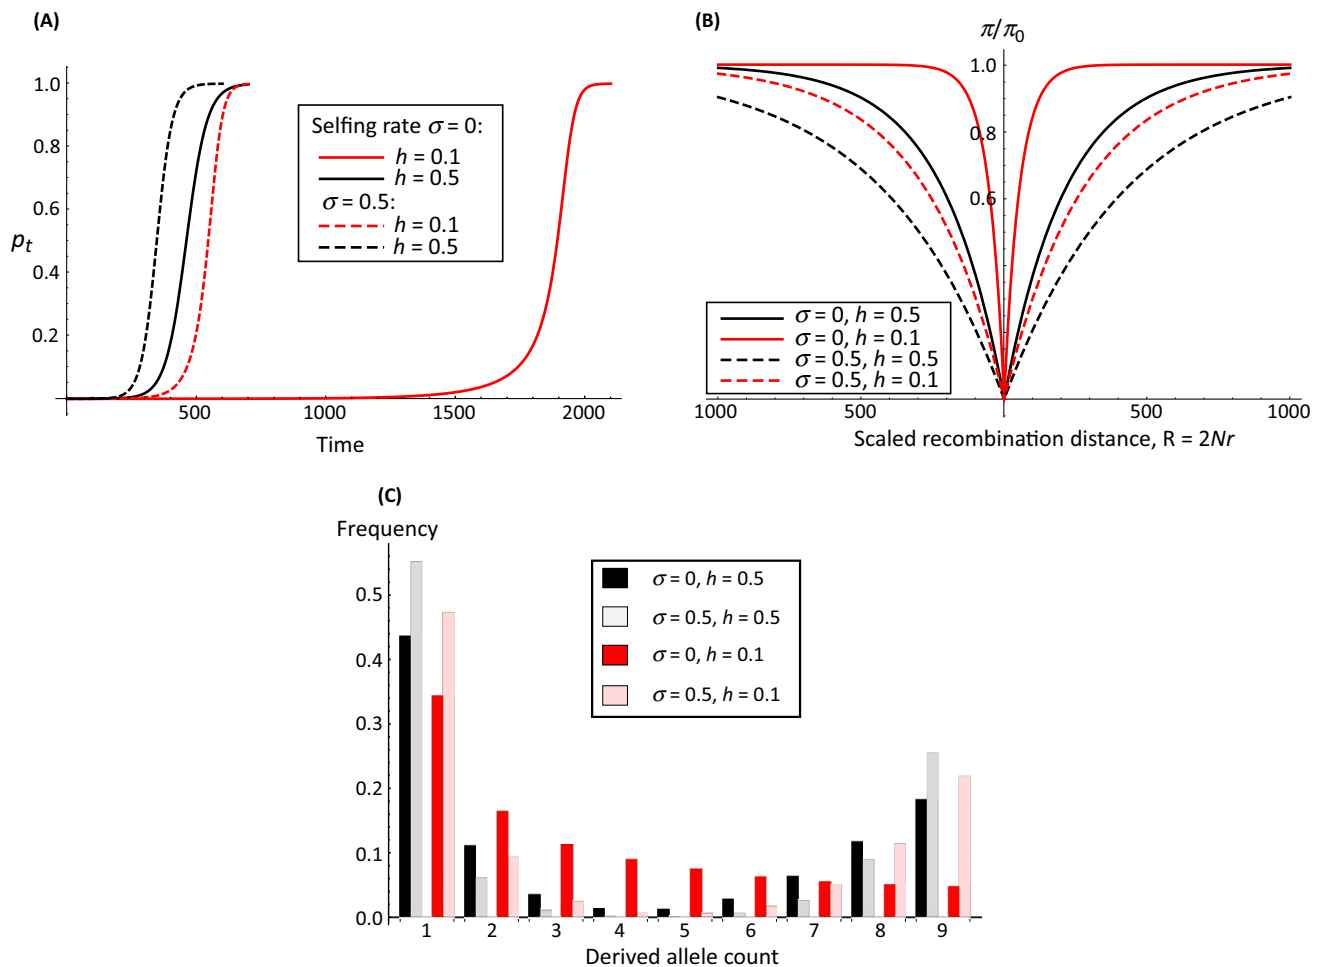 (A)
1.0
0.8
0.6
p_t
0.4
0.2
500
1000
1500
2000
Time
Selfing rate σ = 0:
h = 0.1
h = 0.5
σ = 0.5:
h = 0.1
h = 0.5
(B)
π/π₀
1.0
0.8
0.6
σ = 0, h = 0.5
σ = 0, h = 0.1
σ = 0.5, h = 0.5
σ = 0.5, h = 0.1
1000
500
500
1000
Scaled recombination distance, R = 2Nr
(C)
Frequency
0.5
0.4
0.3
0.2
0.1
0.0
σ = 0, h = 0.5
σ = 0.5, h = 0.5
σ = 0, h = 0.1
σ = 0.5, h = 0.1
1 2 3 4 5 6 7 8 9
Derived allele count